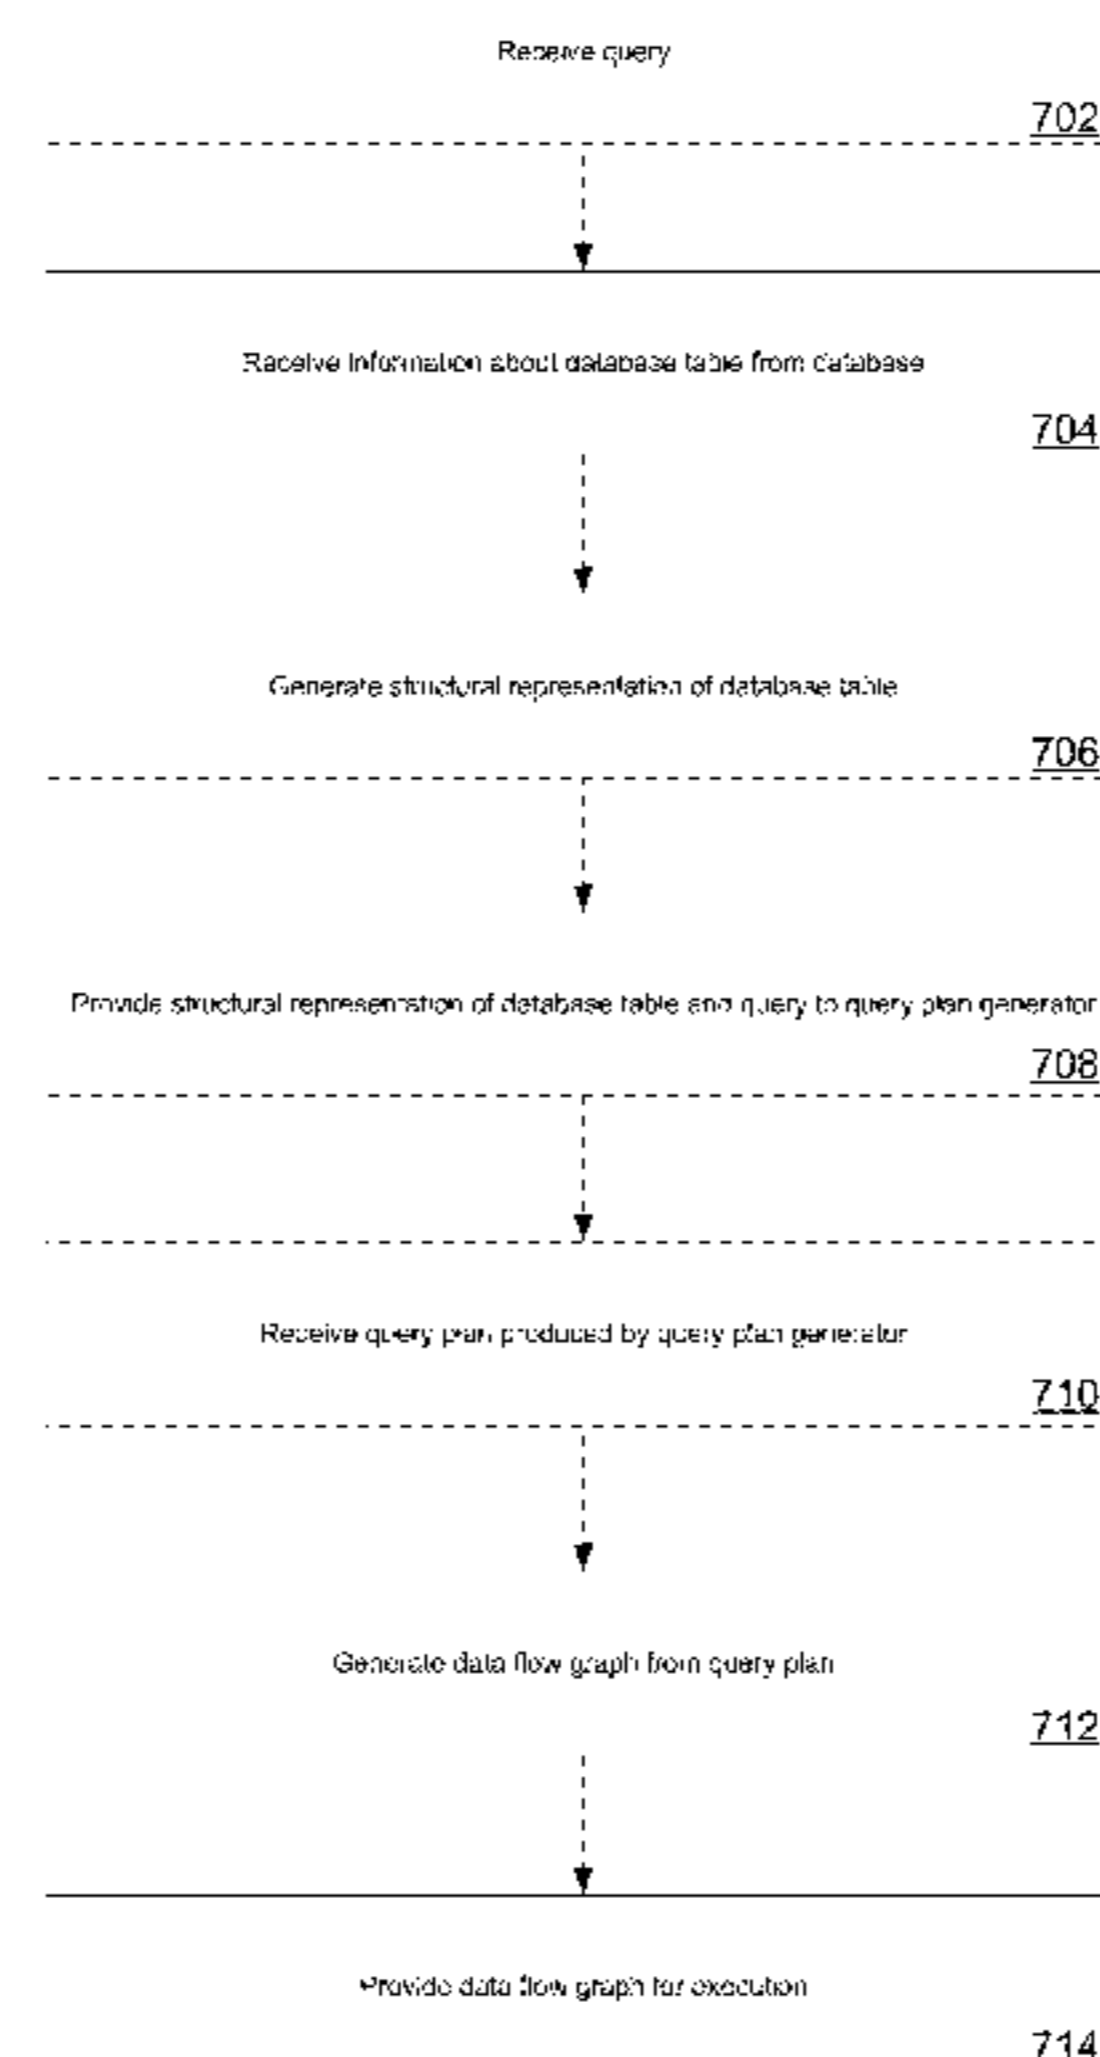 Receive query
702
Receive information about database table from database
704
Generate structural representation of database table
706
Provide structural representation of database table and query to query plan generator
708
Receive query plan produced by query plan generator
710
Generate data flow graph from query plan
712
Provide data flow graph for execution
714